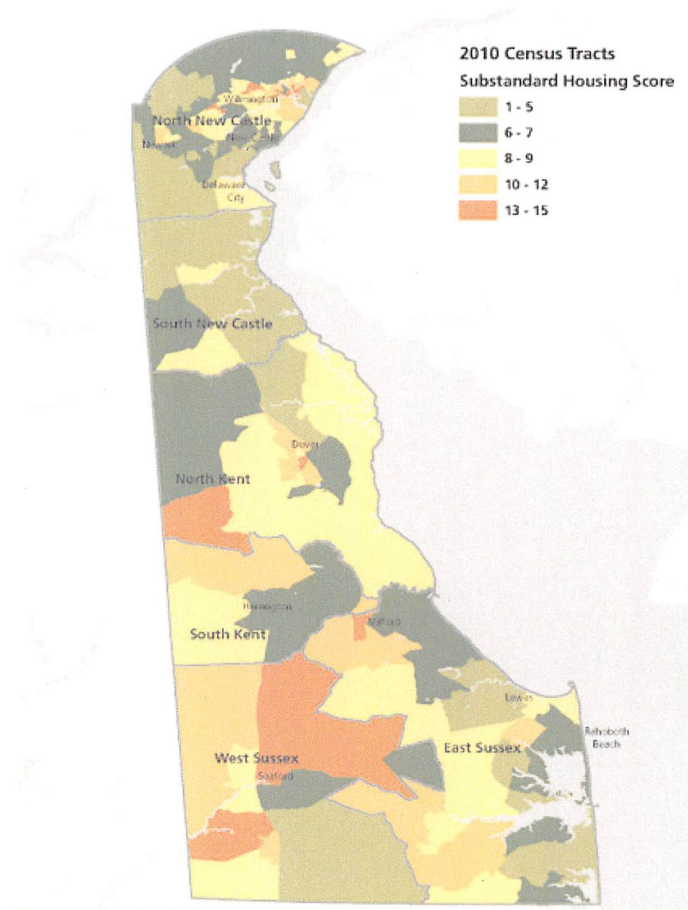 2010 Census Tracts
Substandard Housing Score
1 - 5
6 - 7
8 - 9
10 - 12
13 - 15
Wilmington
North New Castle
Newark
New Castle
Delaware
City
South New Castle
Dover
North Kent
Harrington
Milford
South Kent
Lewes
Rehoboth
Beach
East Sussex
West Sussex
Seaford